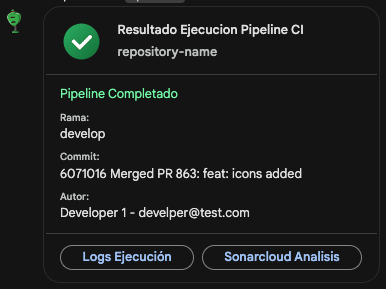 Resultado Ejecucion Pipeline CI
repository-name
Pipeline Completado
Rama:
develop
Commit:
6071016 Merged PR 863: feat: icons added
Autor:
Developer 1 - develper@test.com
Logs Ejecución
Sonarcloud Analisis